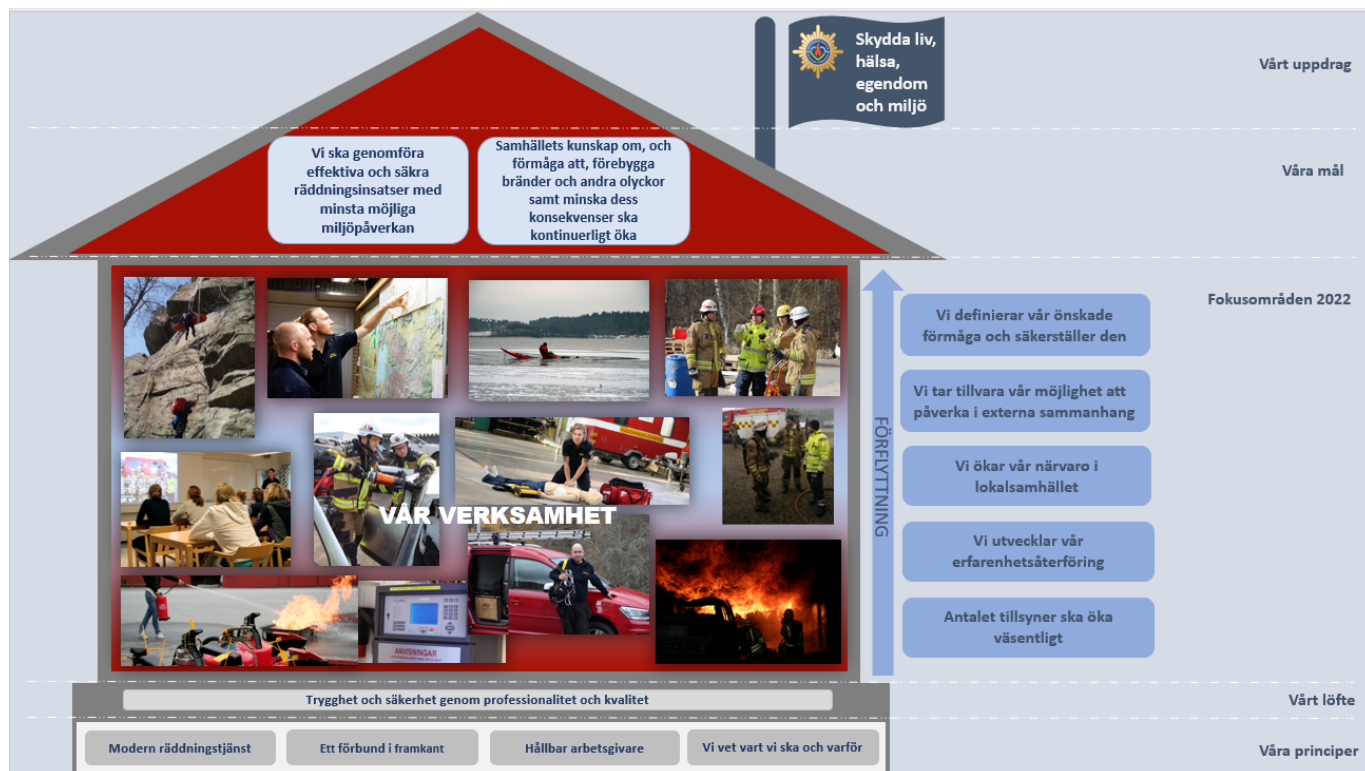 Skydda liv,
hälsa,
egendom
och miljö
Vårt uppdrag
Vi ska genomföra
effektiva och säkra
räddningsinsatser med
minsta möjliga
miljöpåverkan
Samhällets kunskap om, och
förmåga att, förebygga
bränder och andra olyckor
samt minska dess
konsekvenser ska
kontinuerligt öka
Våra mål
VÅR VERKSAMHET
ANVISNINGAR
FÖRFLYTTNING
Fokusområden 2022
Vi definierar vår önskade
förmåga och säkerställer den
Vi tar tillvara vår möjlighet att
påverka i externa sammanhang
Vi ökar vår närvaro i
lokalsamhället
Vi utvecklar vår
erfarenhetsåterföring
Antalet tillsyner ska öka
väsentligt
Trygghet och säkerhet genom professionalitet och kvalitet
Vårt löfte
Modern räddningstjänst
Ett förbund i framkant
Hållbar arbetsgivare
Vi vet vart vi ska och varför
Våra principer